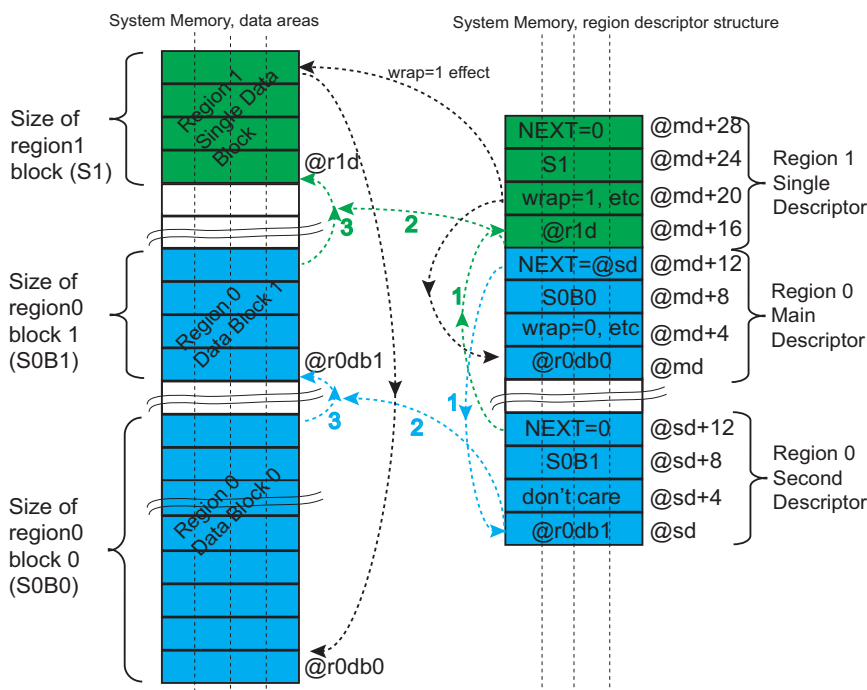 System Memory, data areas
System Memory, region descriptor structure
wrap=1 effect
Size of
region1
block (S1)
Region 1
Single Data
Block
@r1d
3
2
Size of
region0
block 1
(S0B1)
Region 0
Data Block 1
@r0db1
3
2
Size of
region0
block 0
(S0B0)
Region 0
Data Block 0
@r0db0
1
1
NEXT=0
@md+28
S1
@md+24
wrap=1, etc
@md+20
@r1d
@md+16
Region 1
Single
Descriptor
NEXT=@sd
@md+12
S0B0
@md+8
wrap=0, etc
@md+4
@r0db0
@md
Region 0
Main
Descriptor
NEXT=0
@sd+12
S0B1
@sd+8
don't care
@sd+4
@r0db1
@sd
Region 0
Second
Descriptor